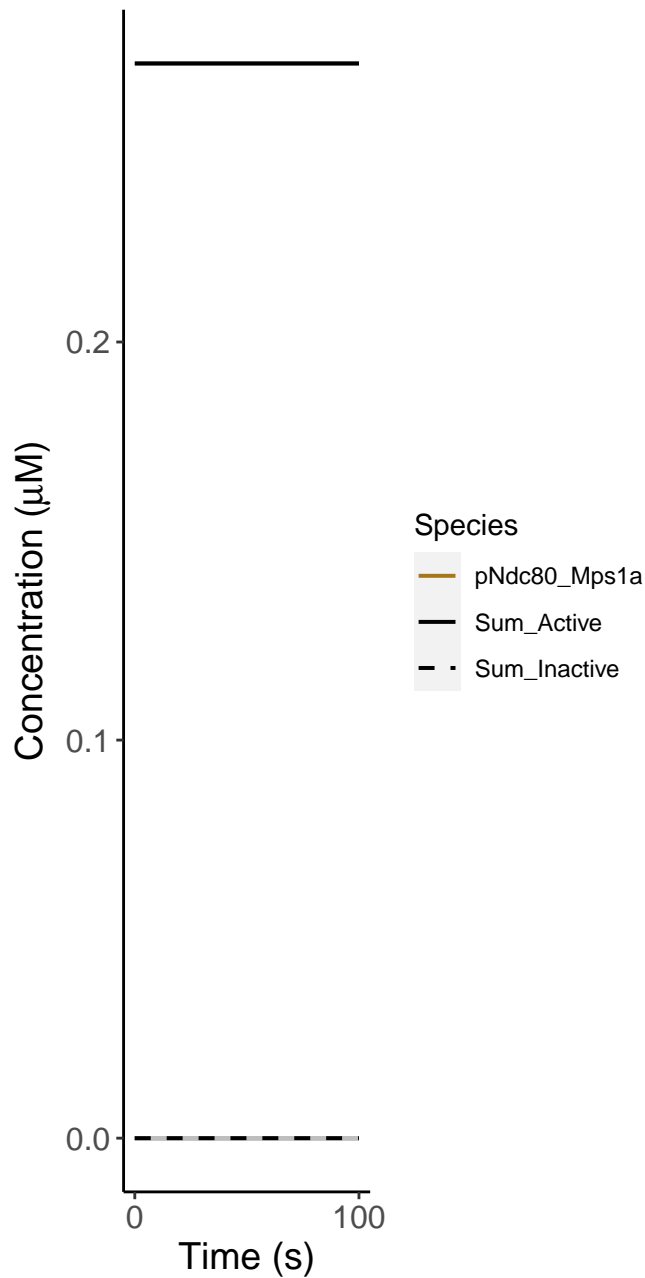 0.2
0.1
0.0
0
100
Time (s)
Concentration (μM)
Species
pNdc80_Mps1a
Sum_Active
Sum_Inactive